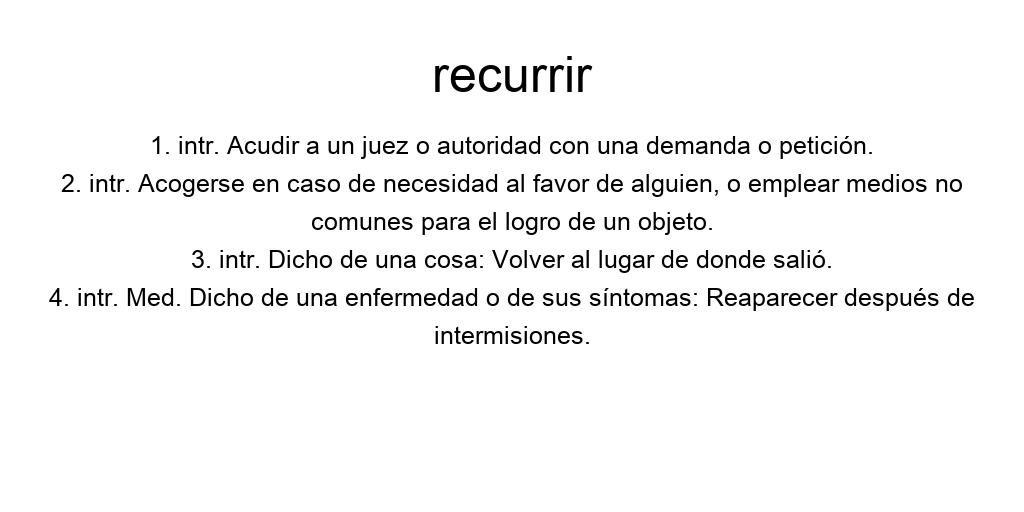 recurrir
1. intr. Acudir a un juez o autoridad con una demanda o petición.
2. intr. Acogerse en caso de necesidad al favor de alguien, o emplear medios no
comunes para el logro de un objeto.
3. intr. Dicho de una cosa: Volver al lugar de donde salió.
4. intr. Med. Dicho de una enfermedad o de sus síntomas: Reaparecer después de
intermisiones.